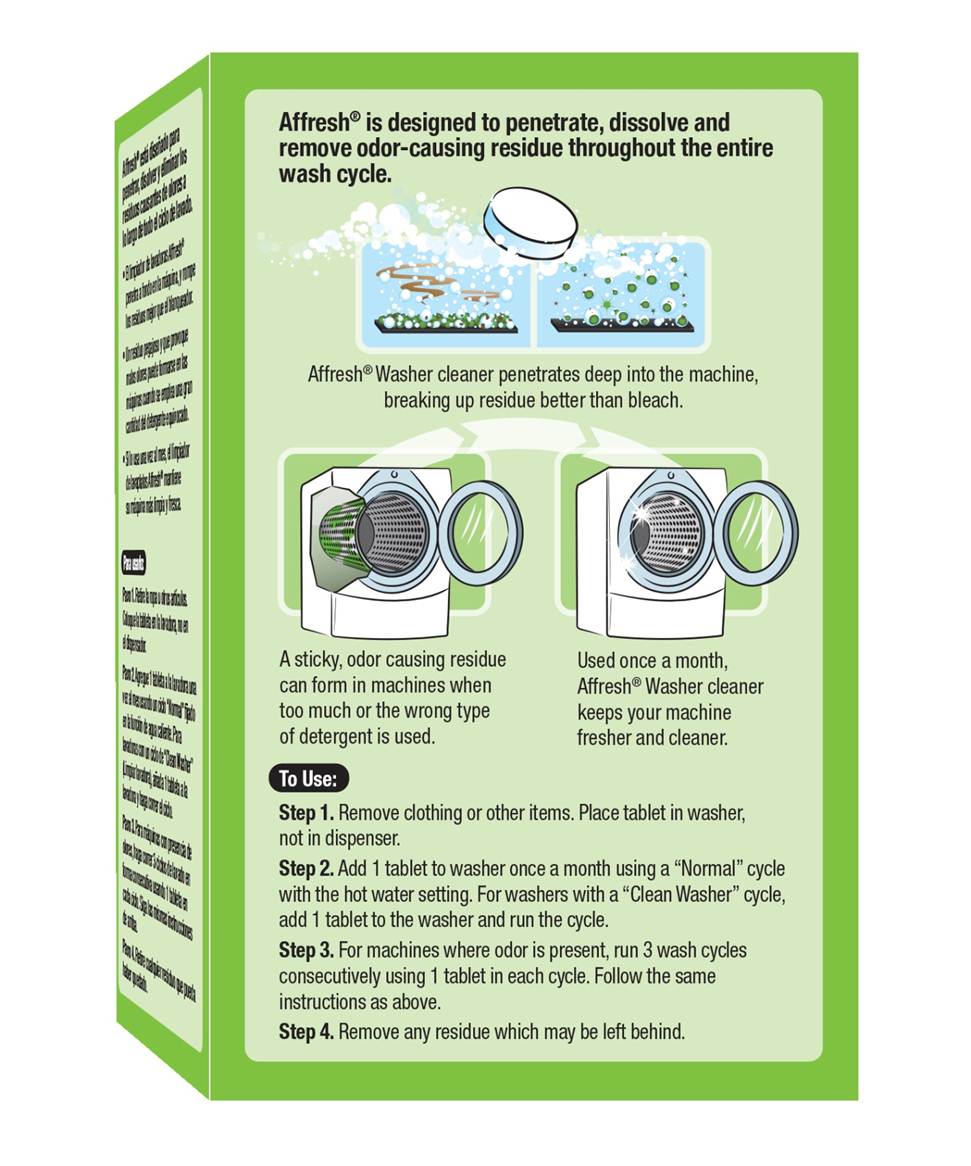 Affresh® is designed to penetrate, dissolve and
remove odor-causing residue throughout the entire
wash cycle.
Affresh® Washer cleaner penetrates deep into the machine,
breaking up residue better than bleach.
A sticky, odor causing residue
can form in machines when
too much or the wrong type
of detergent is used.
Used once a month,
Affresh® Washer cleaner
keeps your machine
fresher and cleaner.
To Use:
Step 1. Remove clothing or other items. Place tablet in washer,
not in dispenser.
Step 2. Add 1 tablet to washer once a month using a “Normal” cycle
with the hot water setting. For washers with a “Clean Washer” cycle,
add 1 tablet to the washer and run the cycle.
Step 3. For machines where odor is present, run 3 wash cycles
consecutively using 1 tablet in each cycle. Follow the same
instructions as above.
Step 4. Remove any residue which may be left behind.
Affresh® está diseñado para
penetrar, disolver y eliminar los
residuos causantes de olores a
lo largo de todo el ciclo de lavado.
• El limpiador de lavadoras Affresh®
penetra a fondo en la máquina, y rompe
los residuos mejor que el blanqueador.
• Un residuo pegajoso y que provoque
malos olores puede formarse en las
máquinas cuando se emplea una gran
cantidad del detergente equivocado.
• Si lo usa una vez al mes, el limpiador
de lavaplatos Affresh® mantiene
su máquina más limpia y fresca.
Para
Paso 1. Retire la ropa u otros artículos.
Coloque la tableta en la lavadora, no en
el dispensador.
Paso 2. Agregue 1 tableta a la lavadora una
vez al mes usando un ciclo “Normal” fijado
en la función de agua caliente. Para
lavadoras con un ciclo de “Clean Washer”
(Limpiar lavadora), añada 1 tableta a la
lavadora y haga correr el ciclo.
Paso 3. Para máquinas con presencia de
olores, haga correr 3 ciclos de lavado en
forma consecutiva usando 1 tableta en
cada ciclo. Siga las mismas instrucciones
de arriba.
Paso 4. Retire cualquier residuo que pueda
haber quedado.